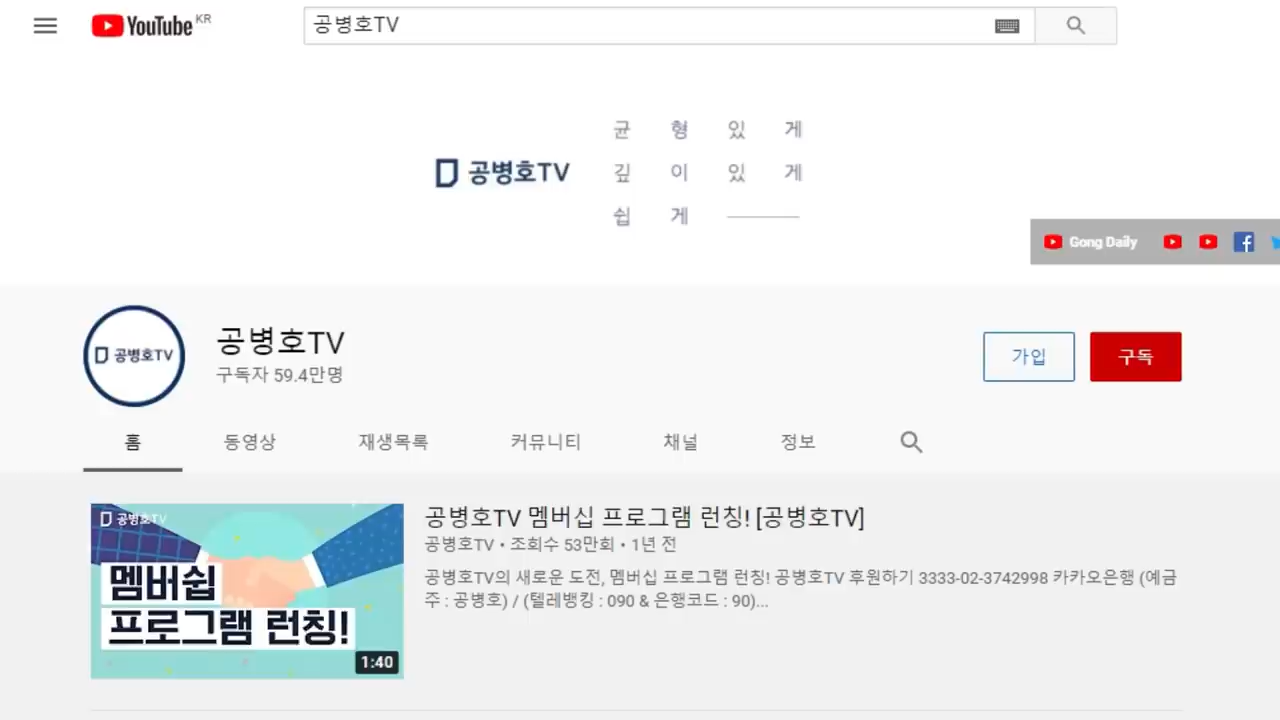 YouTube KR
공병호TV
균 형 있 게
공병호TV
깊 이 있 게
쉽 게
Gong Daily
공병호TV
공병호TV
구독자 59.4만명
가입
구독
홈 동영상 재생목록 커뮤니티 채널 정보
공병호TV
멤버쉽
프로그램 런칭!
1:40
공병호TV 멤버십 프로그램 런칭! [공병호TV]
공병호TV • 조회수 53만회 • 1년 전
공병호TV의 새로운 도전, 멤버십 프로그램 런칭! 공병호TV 후원하기 3333-02-3742998 카카오은행 (예금
주 : 공병호) / (텔레뱅킹 : 090 & 은행코드 : 90)...